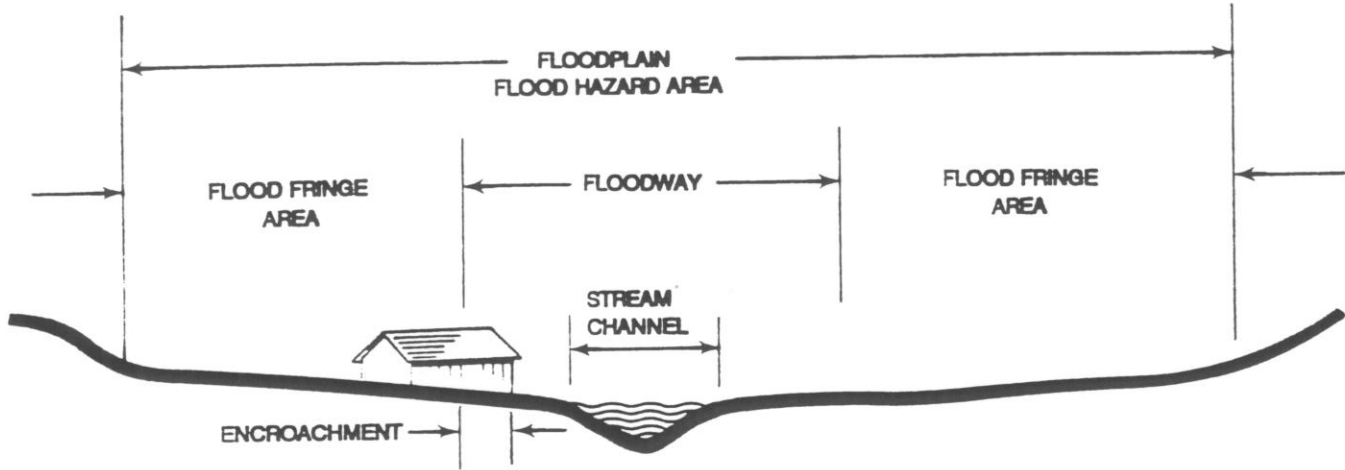 FLOODPLAIN
FLOOD HAZARD AREA
FLOOD FRINGE
AREA
FLOODWAY
FLOOD FRINGE
AREA
STREAM
CHANNEL
ENCROACHMENT